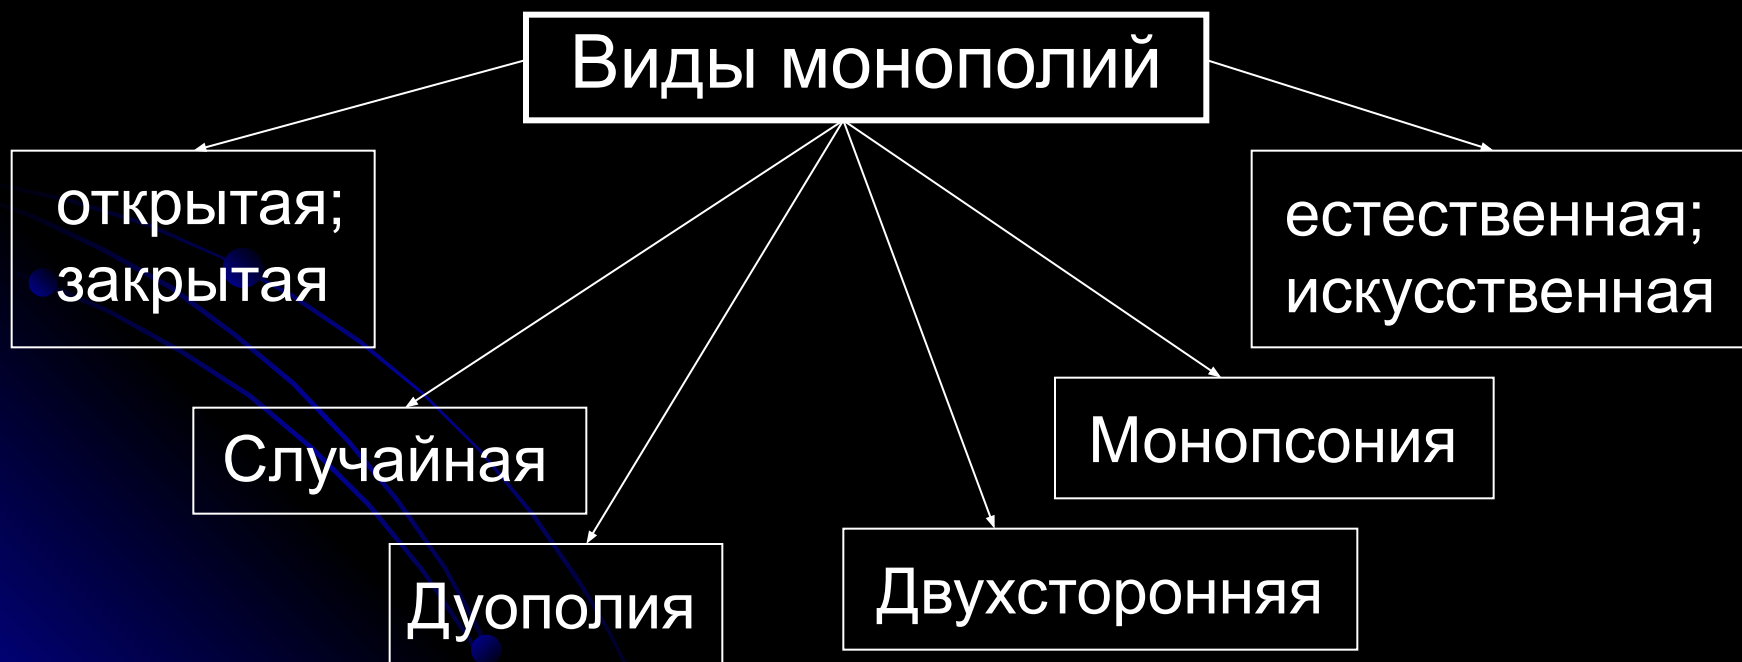 Виды монополий
открытая;
закрытая
естественная;
искусственная
Случайная
Монопсония
Дуополия
Двухсторонняя